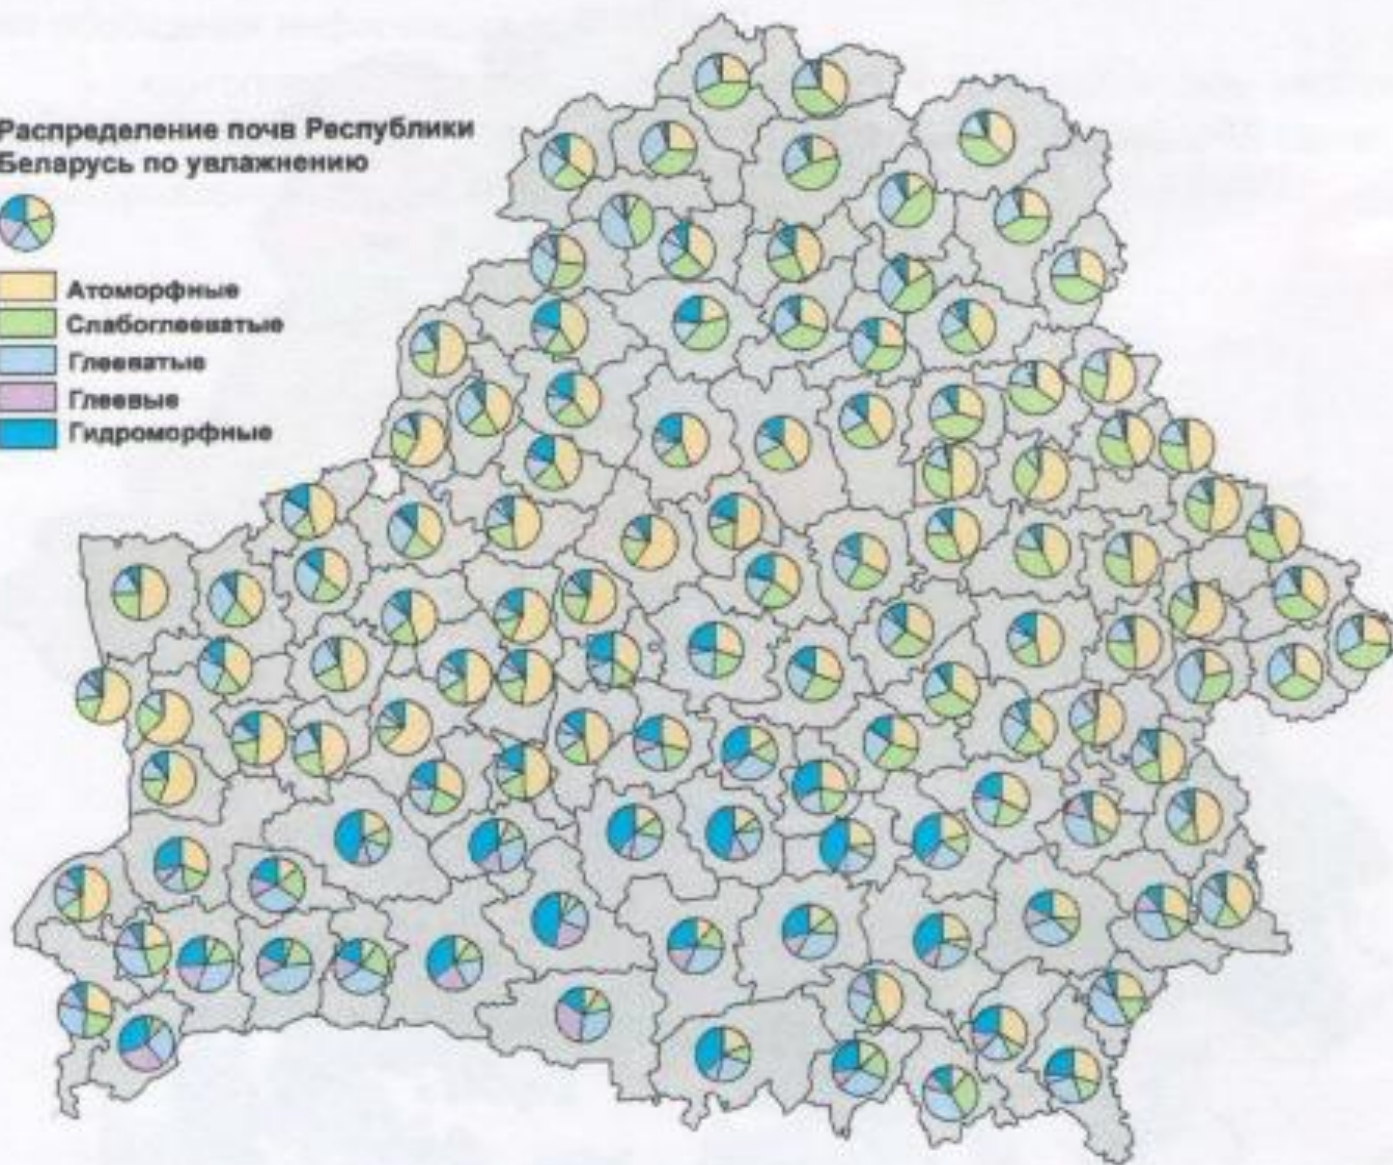 Распределение почв Республики
Беларусь по увлажнению
Атоморфные
Слабоглееватые
Глееватые
Глеевые
Гидроморфные